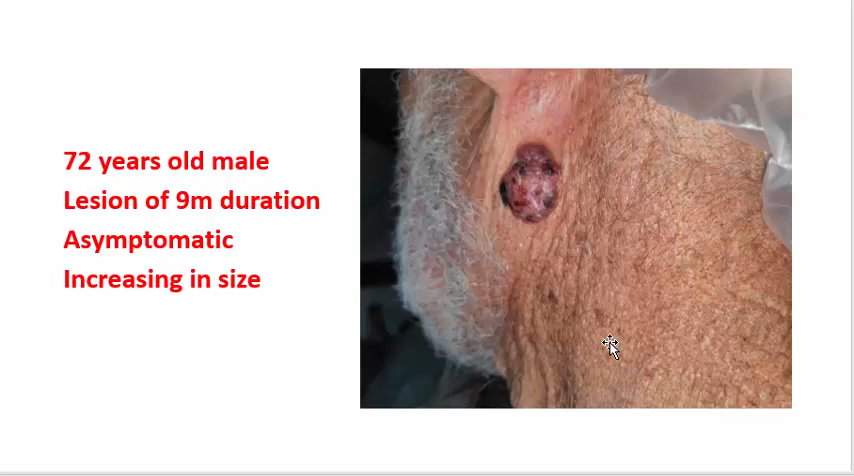 72 years old male
Lesion of 9m duration
Asymptomatic
Increasing in size